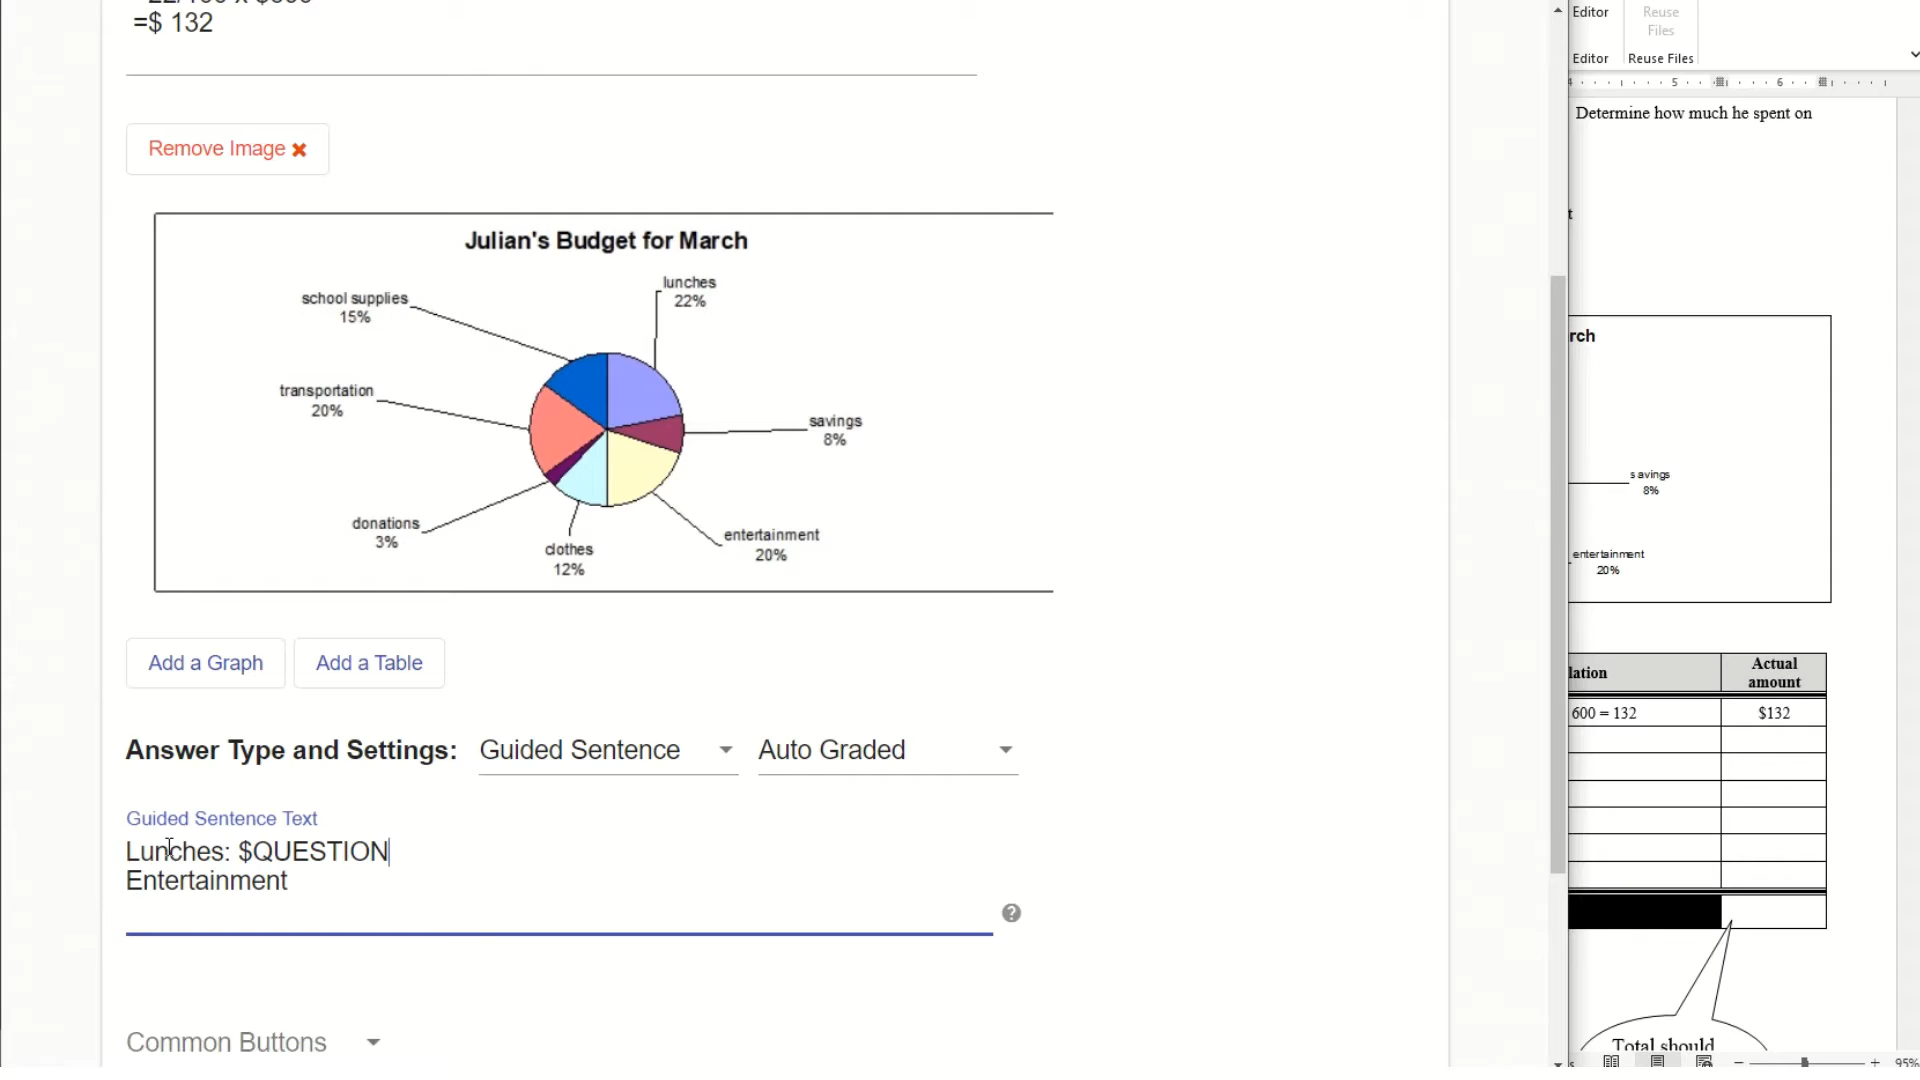 =$ 132
Remove Image
Julian's Budget for March
lunches
22%
school supplies
15%
transportation
20%
savings
8%
donations
3%
clothes
12%
entertainment
20%
Add a Graph
Add a Table
Answer Type and Settings:
Guided Sentence
Auto Graded
Guided Sentence Text
Lunches: $QUESTION
Entertainment
Common Buttons
Editor
Reuse
Files
Editor
Reuse Files
5
6
Determine how much he spent on
t
rch
savings
8%
entertainment
20%
lation
Actual
amount
600 = 132
$132
Total should
95%